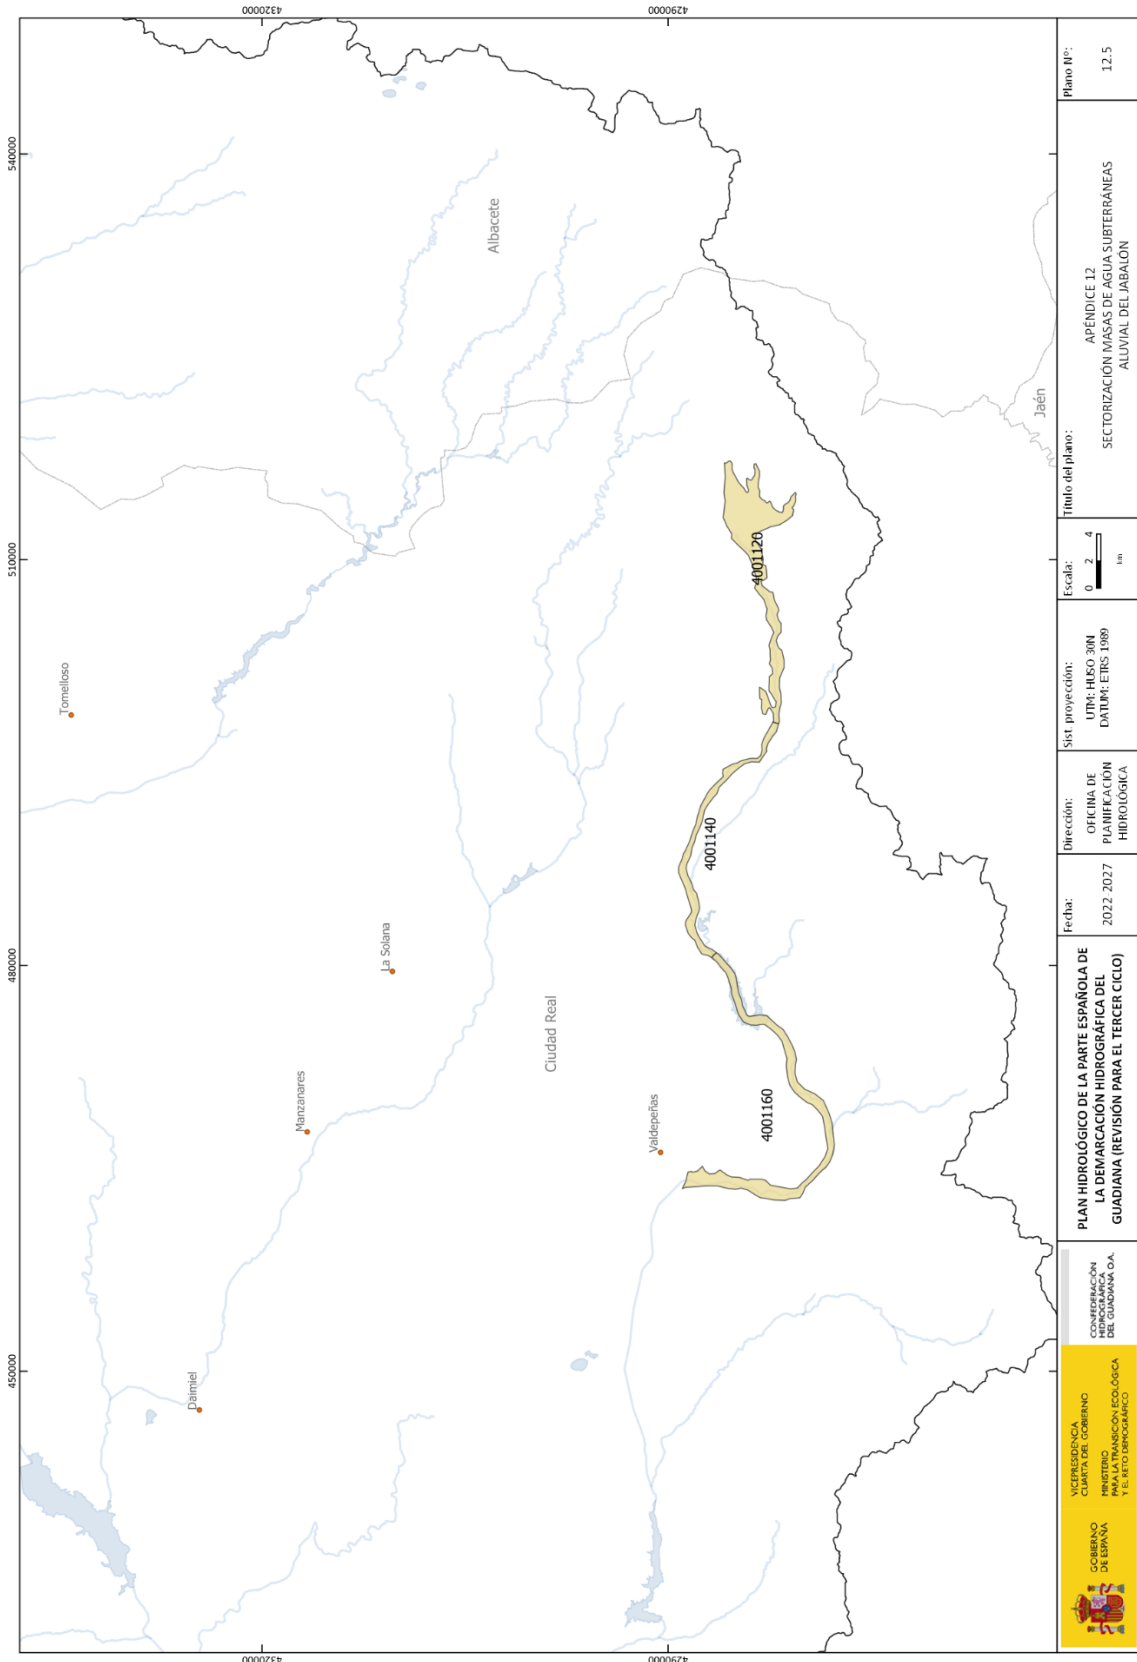 4320000
4290000
540000
510000
480000
450000
4320000
4290000
Tomelloso
Albacete
Jaén
La Solana
Manzanares
Ciudad Real
Valdepeñas
Daimiel
4001120
4001140
4001160
GOBIERNO
DE ESPAÑA
VICEPRESIDENCIA
CUARTA DEL GOBIERNO
MINISTERIO
PARA LA TRANSICIÓN ECOLÓGICA
Y EL RETO DEMOGRÁFICO
CONFEDERACIÓN
HIDROGRÁFICA
DEL GUADIANA O.A.
PLAN HIDROLÓGICO DE LA PARTE ESPAÑOLA DE
LA DEMARCACIÓN HIDROGRÁFICA DEL
GUADIANA (REVISIÓN PARA EL TERCER CICLO)
Fecha:
2022-2027
Dirección:
OFICINA DE
PLANIFICACIÓN
HIDROLÓGICA
Sist. proyección:
UTM: HUSO 30N
DATUM: ETRS 1989
Escala:
0 2 4
km
Título del plano:
APÉNDICE 12
SECTORIZACIÓN MASAS DE AGUA SUBTERRÁNEAS
ALUVIAL DEL JABALÓN
Plano Nº:
12.5